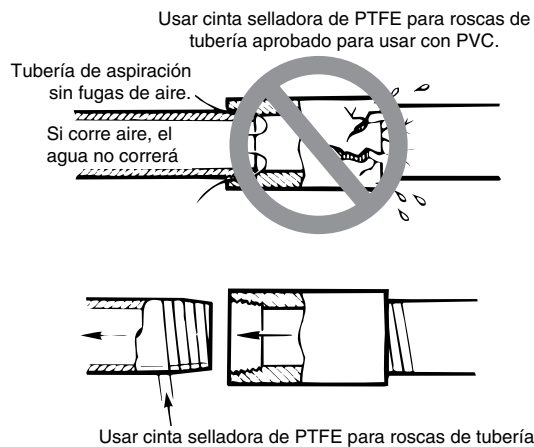 Usar cinta selladora de PTFE para roscas de
tubería aprobado para usar con PVC.
Tubería de aspiración
sin fugas de aire.
Si corre aire, el
agua no correrá
Usar cinta selladora de PTFE para roscas de tubería